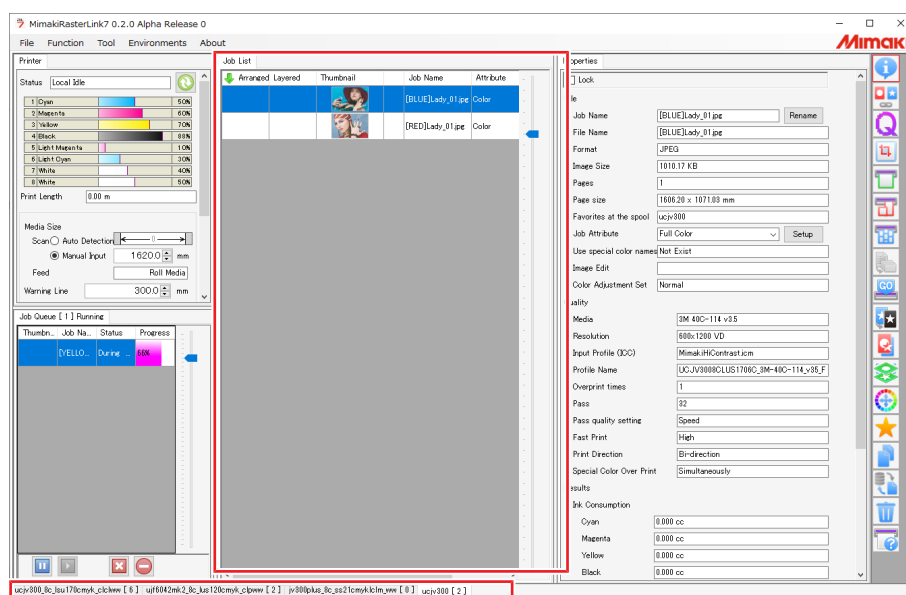 MimakiRasterLink7 0.2.0 Alpha Release 0
File Function Tool Environments About
Mimaki
Printer
Status Local Idle
1 Cyan 50%
2 Magenta 60%
3 Yellow 70%
4 Black 88%
5 Light Magenta 10%
6 Light Cyan 30%
7 White 40%
8 White 50%
Print Length 0.00 m
Media Size
Scan Auto Detection 0
Manual Input 1620.0 mm
Feed Roll Media
Warning Line 300.0 mm
Job Queue [ 1 ] Running
Thumbn... Job Na... Status Progress
[YELLO... During ... 66%
Job List
Arranged Layered Thumbnail Job Name Attribute
[BLUE]Lady_01.jpg Color
[RED]Lady_01.jpg Color
operties
Lock
le
Job Name [BLUE]Lady_01.jpg Rename
File Name [BLUE]Lady_01.jpg
Format JPEG
Image Size 1010.17 KB
Pages 1
Page size 1606.20 x 1071.03 mm
Favorites at the spool ucjv300
Job Attribute Full Color Setup
Use special color names Not Exist
Image Edit
Color Adjustment Set Normal
uality
Media 3M 40C-114 v3.5
Resolution 600x1200 VD
Input Profile (ICC) MimakiHiContrast.icm
Profile Name UCJV3008CLUS1706C_3M-40C-114_v35_F
Overprint times 1
Pass 32
Pass quality setting Speed
Fast Print High
Print Direction Bi-direction
Special Color Over Print Simultaneously
esults
Ink Consumption
Cyan 0.000 cc
Magenta 0.000 cc
Yellow 0.000 cc
Black 0.000 cc
GO
ucjv300_8c_lsu170cmyk_clclww [ 6 ] ujf6042mk2_8c_lus120cmyk_clpww [ 2 ] jv300plus_8c_ss21cmyklclm_ww [ 0 ] ucjv300 [ 2 ]